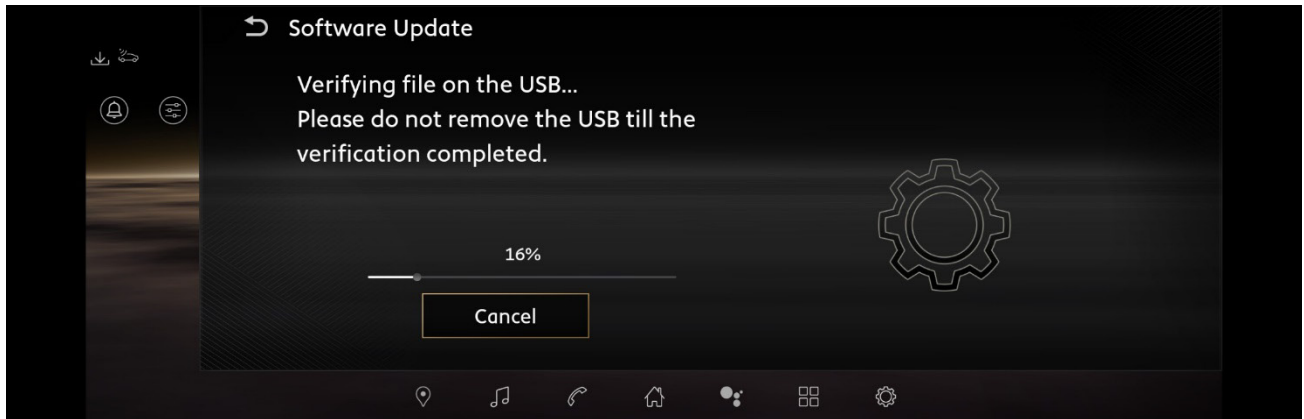 Software Update
Verifying file on the USB...
Please do not remove the USB till the
verification completed.
16%
Cancel